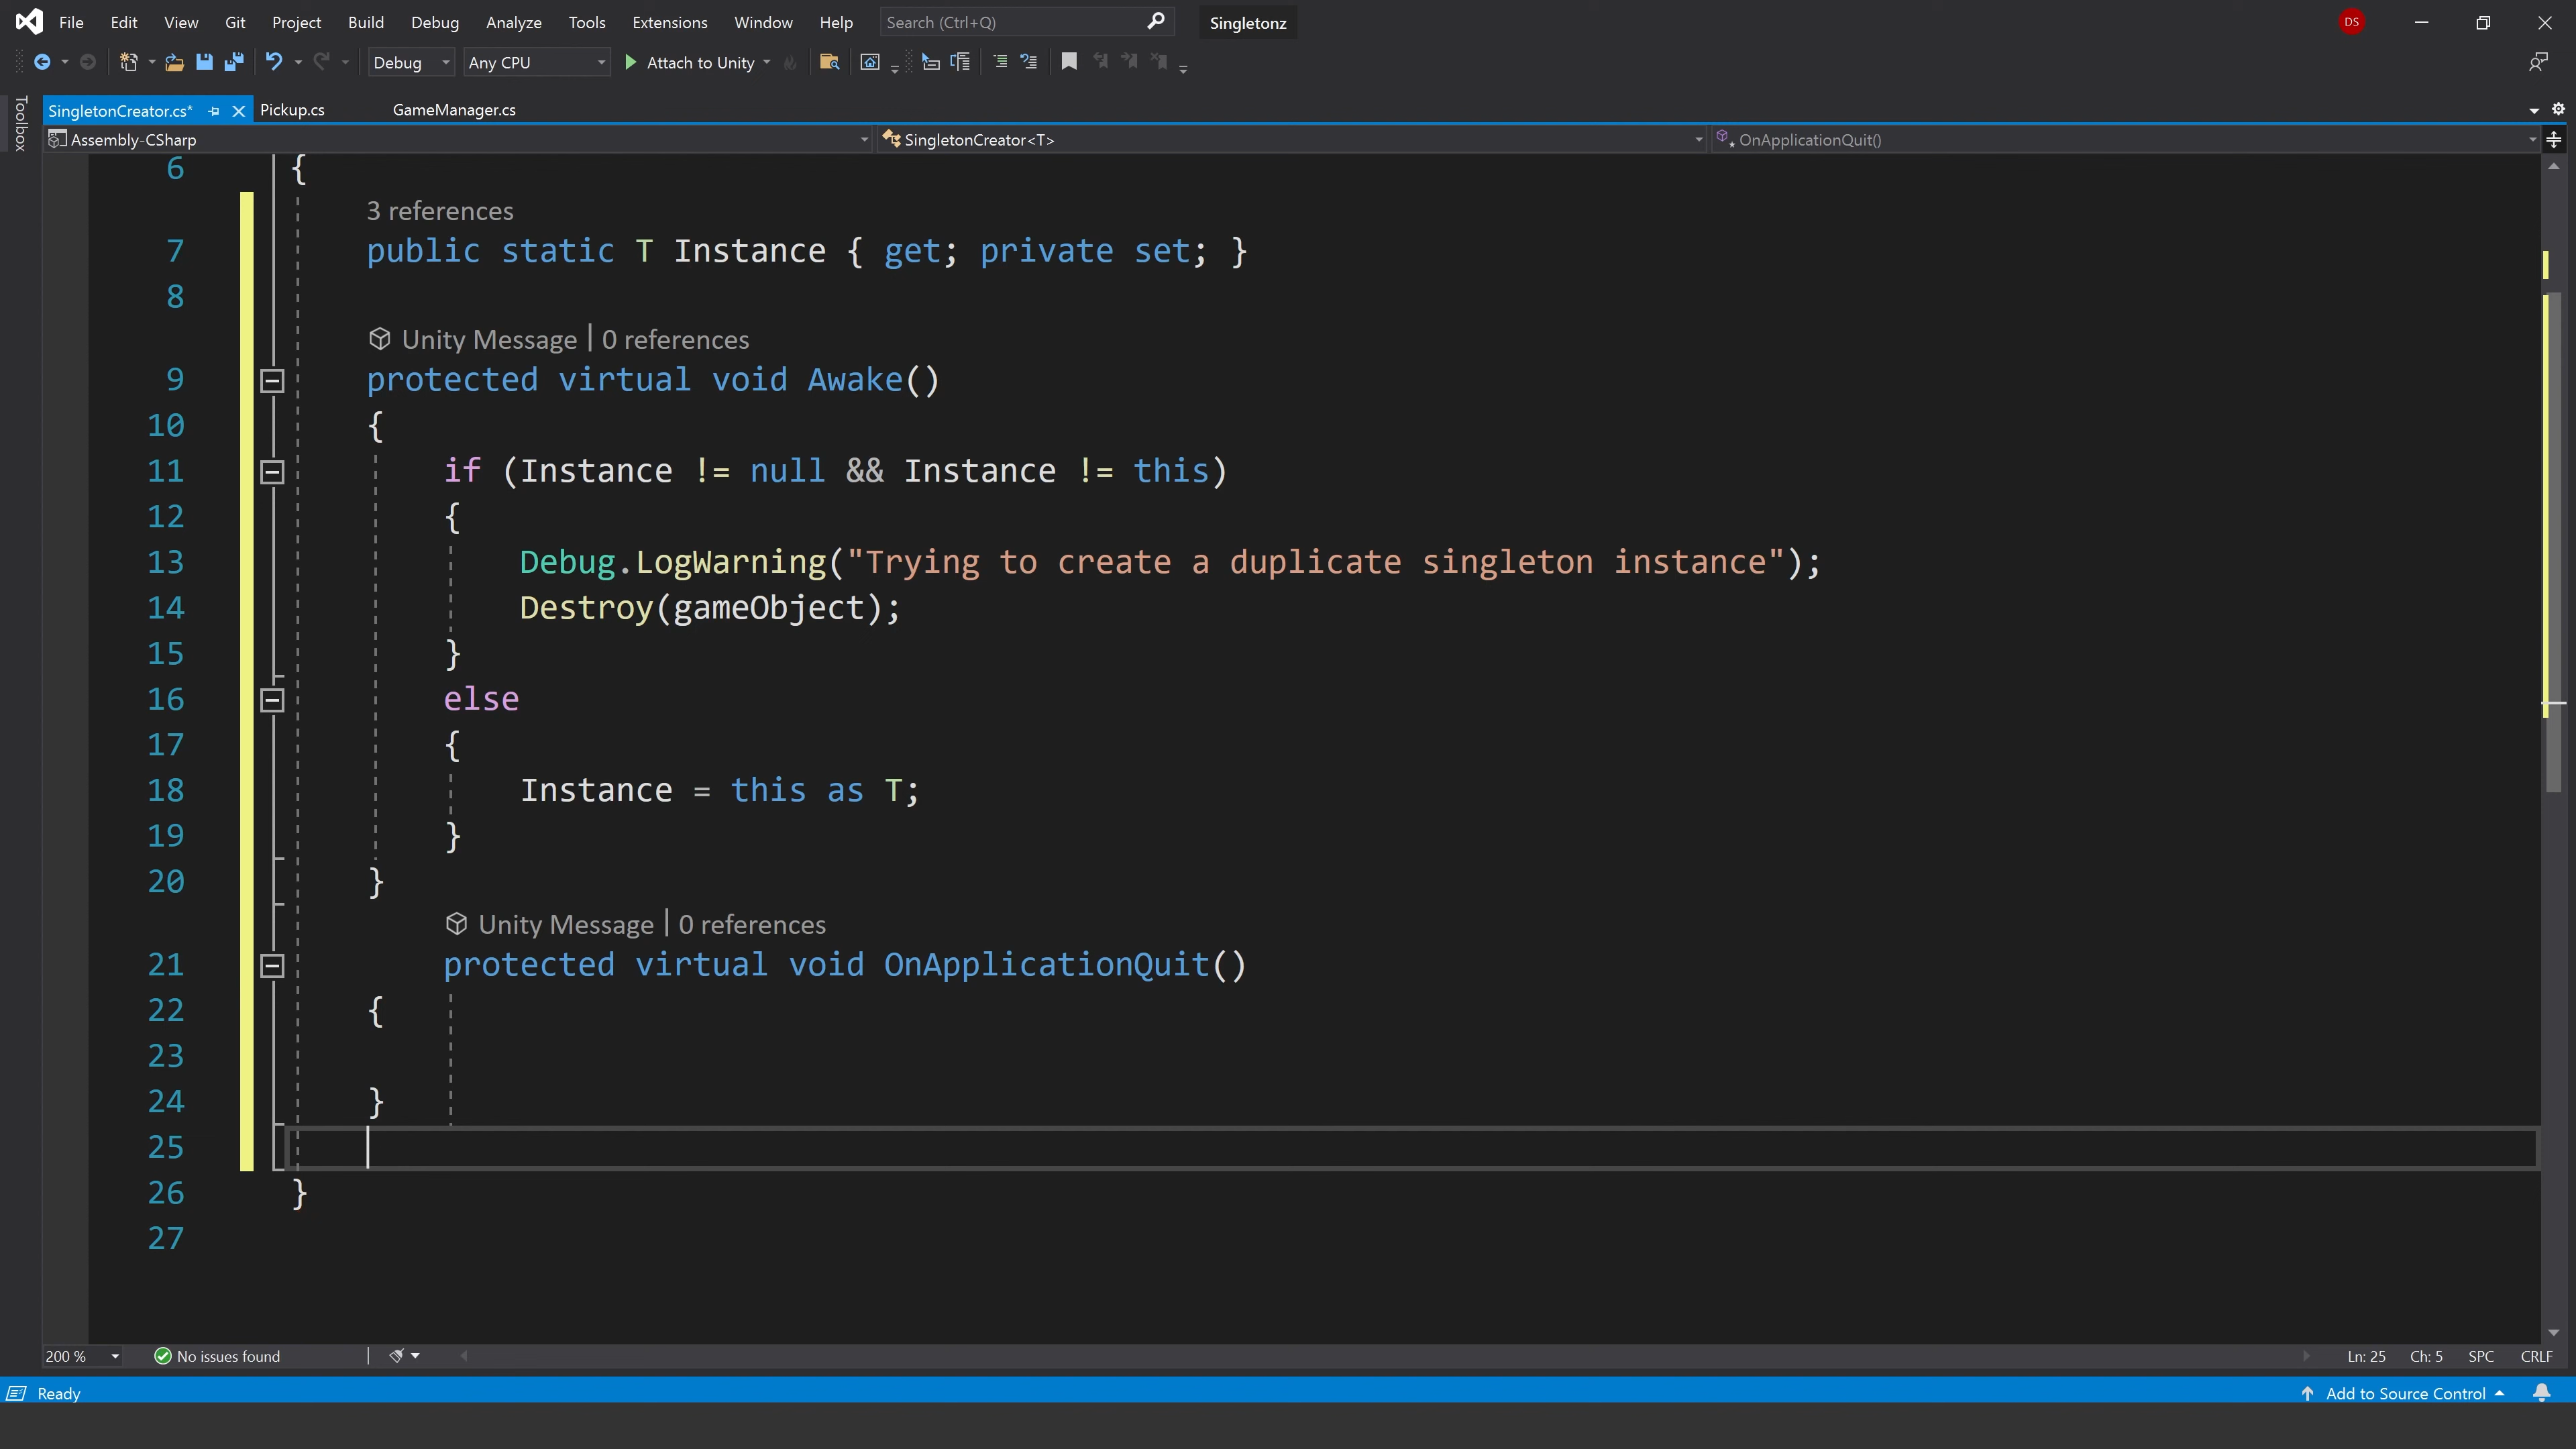 File Edit View Git Project Build Debug Analyze Tools Extensions Window Help Search (Ctrl+Q) Singletonz DS
Debug Any CPU Attach to Unity
Toolbox
SingletonCreator.cs* Pickup.cs GameManager.cs
Assembly-CSharp SingletonCreator<T> OnApplicationQuit()
6 {
3 references
7 public static T Instance { get; private set; }
8
Unity Message | 0 references
9 protected virtual void Awake()
10 {
11 if (Instance != null && Instance != this)
12 {
13 Debug.LogWarning("Trying to create a duplicate singleton instance");
14 Destroy(gameObject);
15 }
16 else
17 {
18 Instance = this as T;
19 }
20 }
Unity Message | 0 references
21 protected virtual void OnApplicationQuit()
22 {
23
24 }
25
26 }
27
200 % No issues found Ln: 25 Ch: 5 SPC CRLF
Ready Add to Source Control